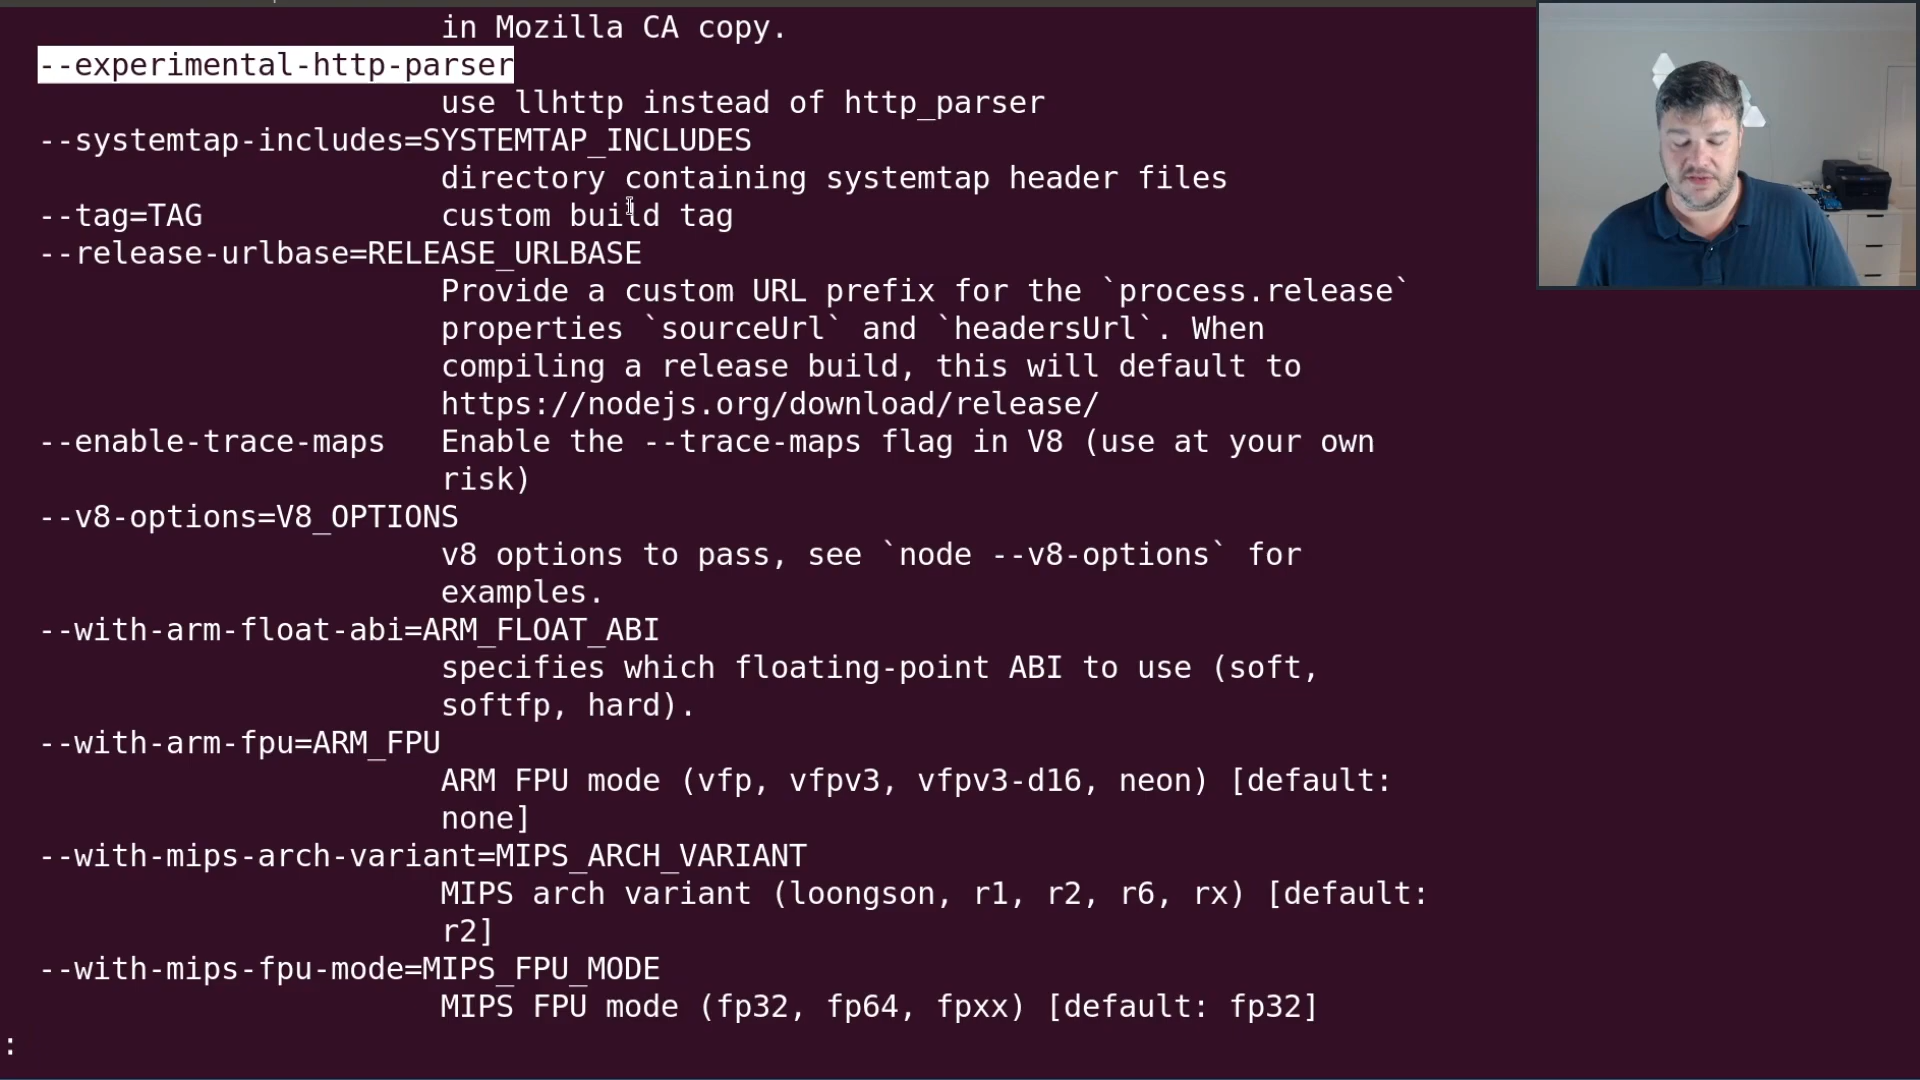 in Mozilla CA copy.
--experimental-http-parser
use llhttp instead of http_parser
--systemtap-includes=SYSTEMTAP_INCLUDES
directory containing systemtap header files
--tag=TAG custom build tag
--release-urlbase=RELEASE_URLBASE
Provide a custom URL prefix for the `process.release`
properties `sourceUrl` and `headersUrl`. When
compiling a release build, this will default to
https://nodejs.org/download/release/
--enable-trace-maps Enable the --trace-maps flag in V8 (use at your own
risk)
--v8-options=V8_OPTIONS
v8 options to pass, see `node --v8-options` for
examples.
--with-arm-float-abi=ARM_FLOAT_ABI
specifies which floating-point ABI to use (soft,
softfp, hard).
--with-arm-fpu=ARM_FPU
ARM FPU mode (vfp, vfpv3, vfpv3-d16, neon) [default:
none]
--with-mips-arch-variant=MIPS_ARCH_VARIANT
MIPS arch variant (loongson, r1, r2, r6, rx) [default:
r2]
--with-mips-fpu-mode=MIPS_FPU_MODE
MIPS FPU mode (fp32, fp64, fpxx) [default: fp32]
: